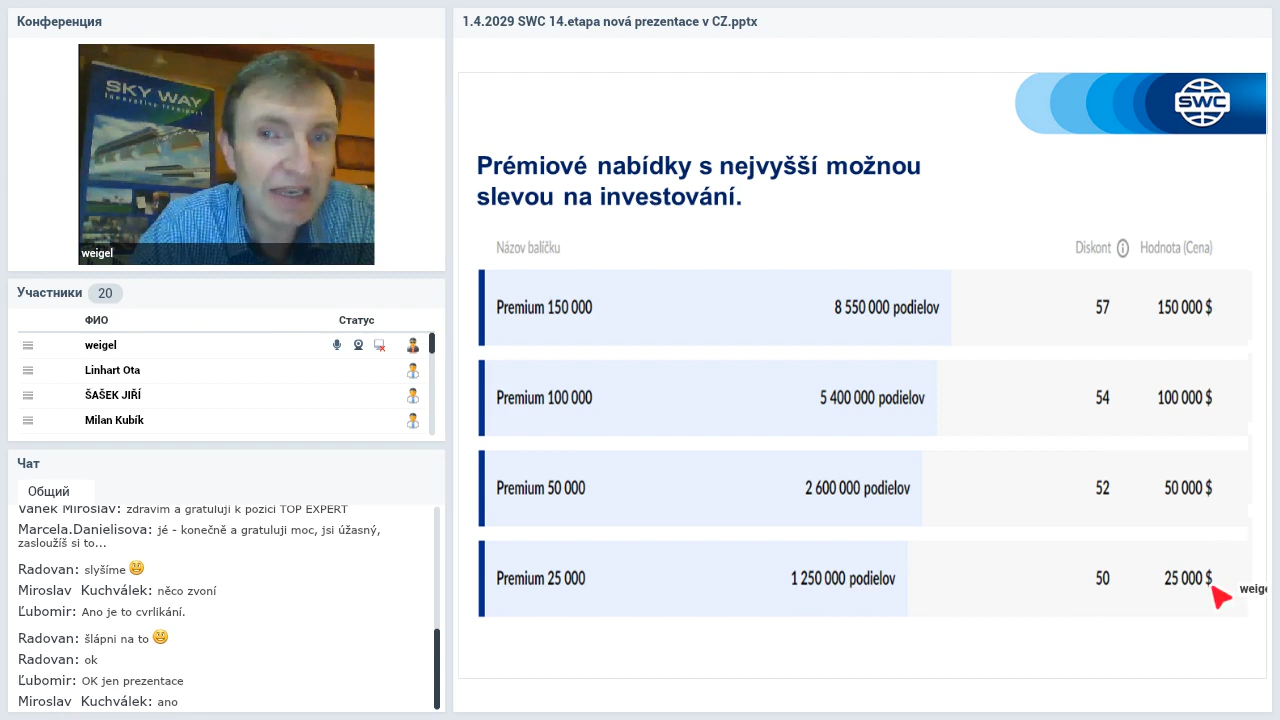 Конференция
SKY WAY
Innovative transport
weigel
Участники 20
ФИО Статус
weigel
Linhart Ota
ŠAŠEK JIŘÍ
Milan Kubík
Чат
Общий
Vaněk Miroslav: zdravím a gratuluji k pozici TOP EXPERT
Marcela.Danielisova: jé - konečně a gratuluji moc, jsi úžasný,
zasloužíš si to...
Radovan: slyšíme
Miroslav Kuchválek: něco zvoní
Ľubomir: Ano je to cvrlikání.
Radovan: šlápni na to
Radovan: ok
Ľubomir: OK jen prezentace
Miroslav Kuchválek: ano
1.4.2029 SWC 14.etapa nová prezentace v CZ.pptx
SWC
Prémiové nabídky s nejvyšší možnou
slevou na investování.
Názov balíčku Diskont i Hodnota (Cena)
Premium 150 000 8 550 000 podielov 57 150 000 $
Premium 100 000 5 400 000 podielov 54 100 000 $
Premium 50 000 2 600 000 podielov 52 50 000 $
Premium 25 000 1 250 000 podielov 50 25 000 $
weige